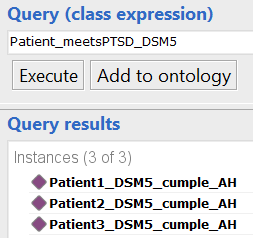 Query (class expression)
Patient_meetsPTSD_DSM5
Execute Add to ontology
Query results
Instances (3 of 3)
Patient1_DSM5_cumple_AH
Patient2_DSM5_cumple_AH
Patient3_DSM5_cumple_AH